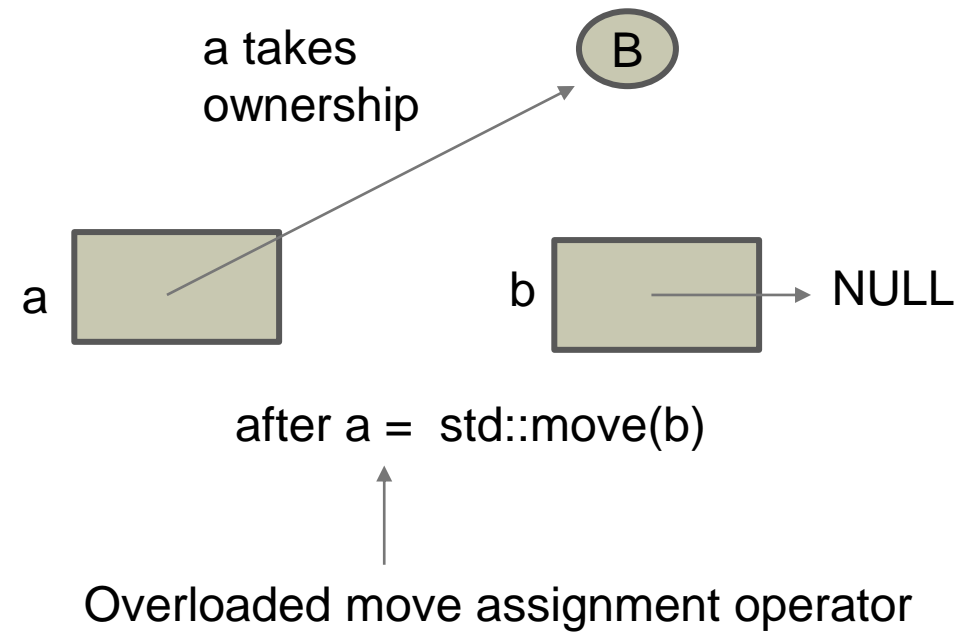 a takes
ownership
B
a
b
NULL
after a = std::move(b)
Overloaded move assignment operator